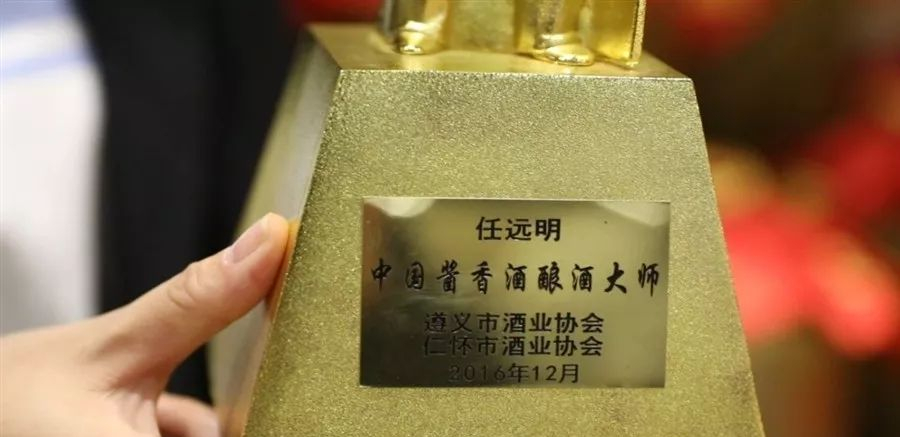 任远明
中国酱香酒酿酒大师
遵义市酒业协会
仁怀市酒业协会
2016年12月